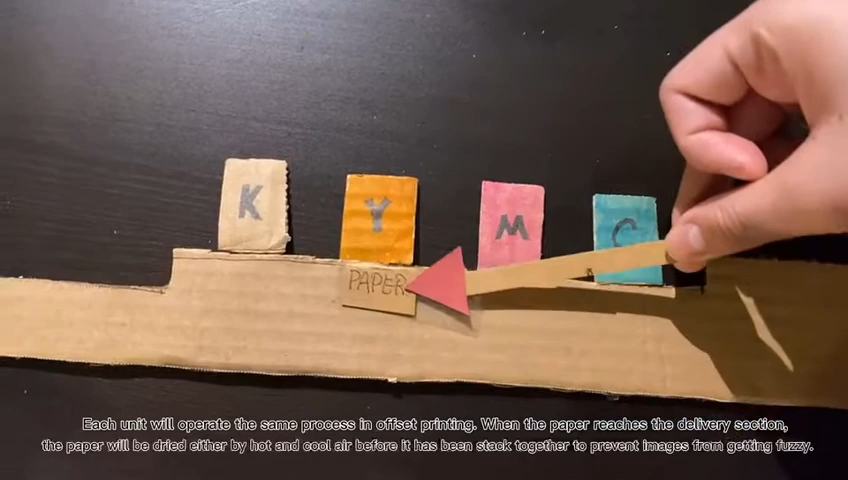 K Y M C
PAPER
Each unit will operate the same process in offset printing. When the paper reaches the delivery section,
the paper will be dried either by hot and cool air before it has been stack together to prevent images from getting fuzzy.